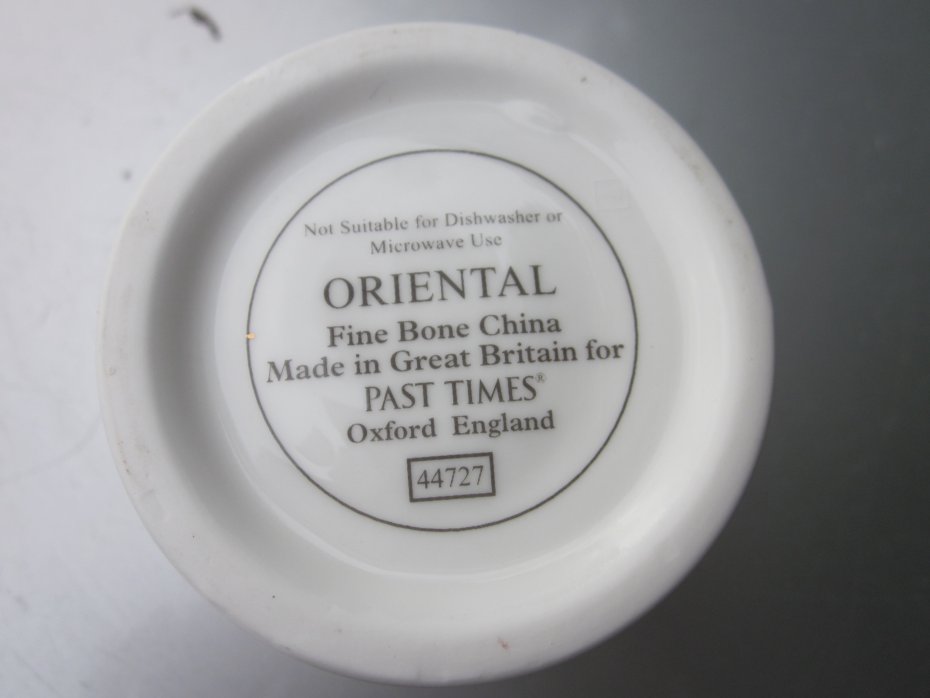 Not Suitable for Dishwasher or
Microwave Use
ORIENTAL
Fine Bone China
Made in Great Britain for
PAST TIMES®
Oxford England
44727